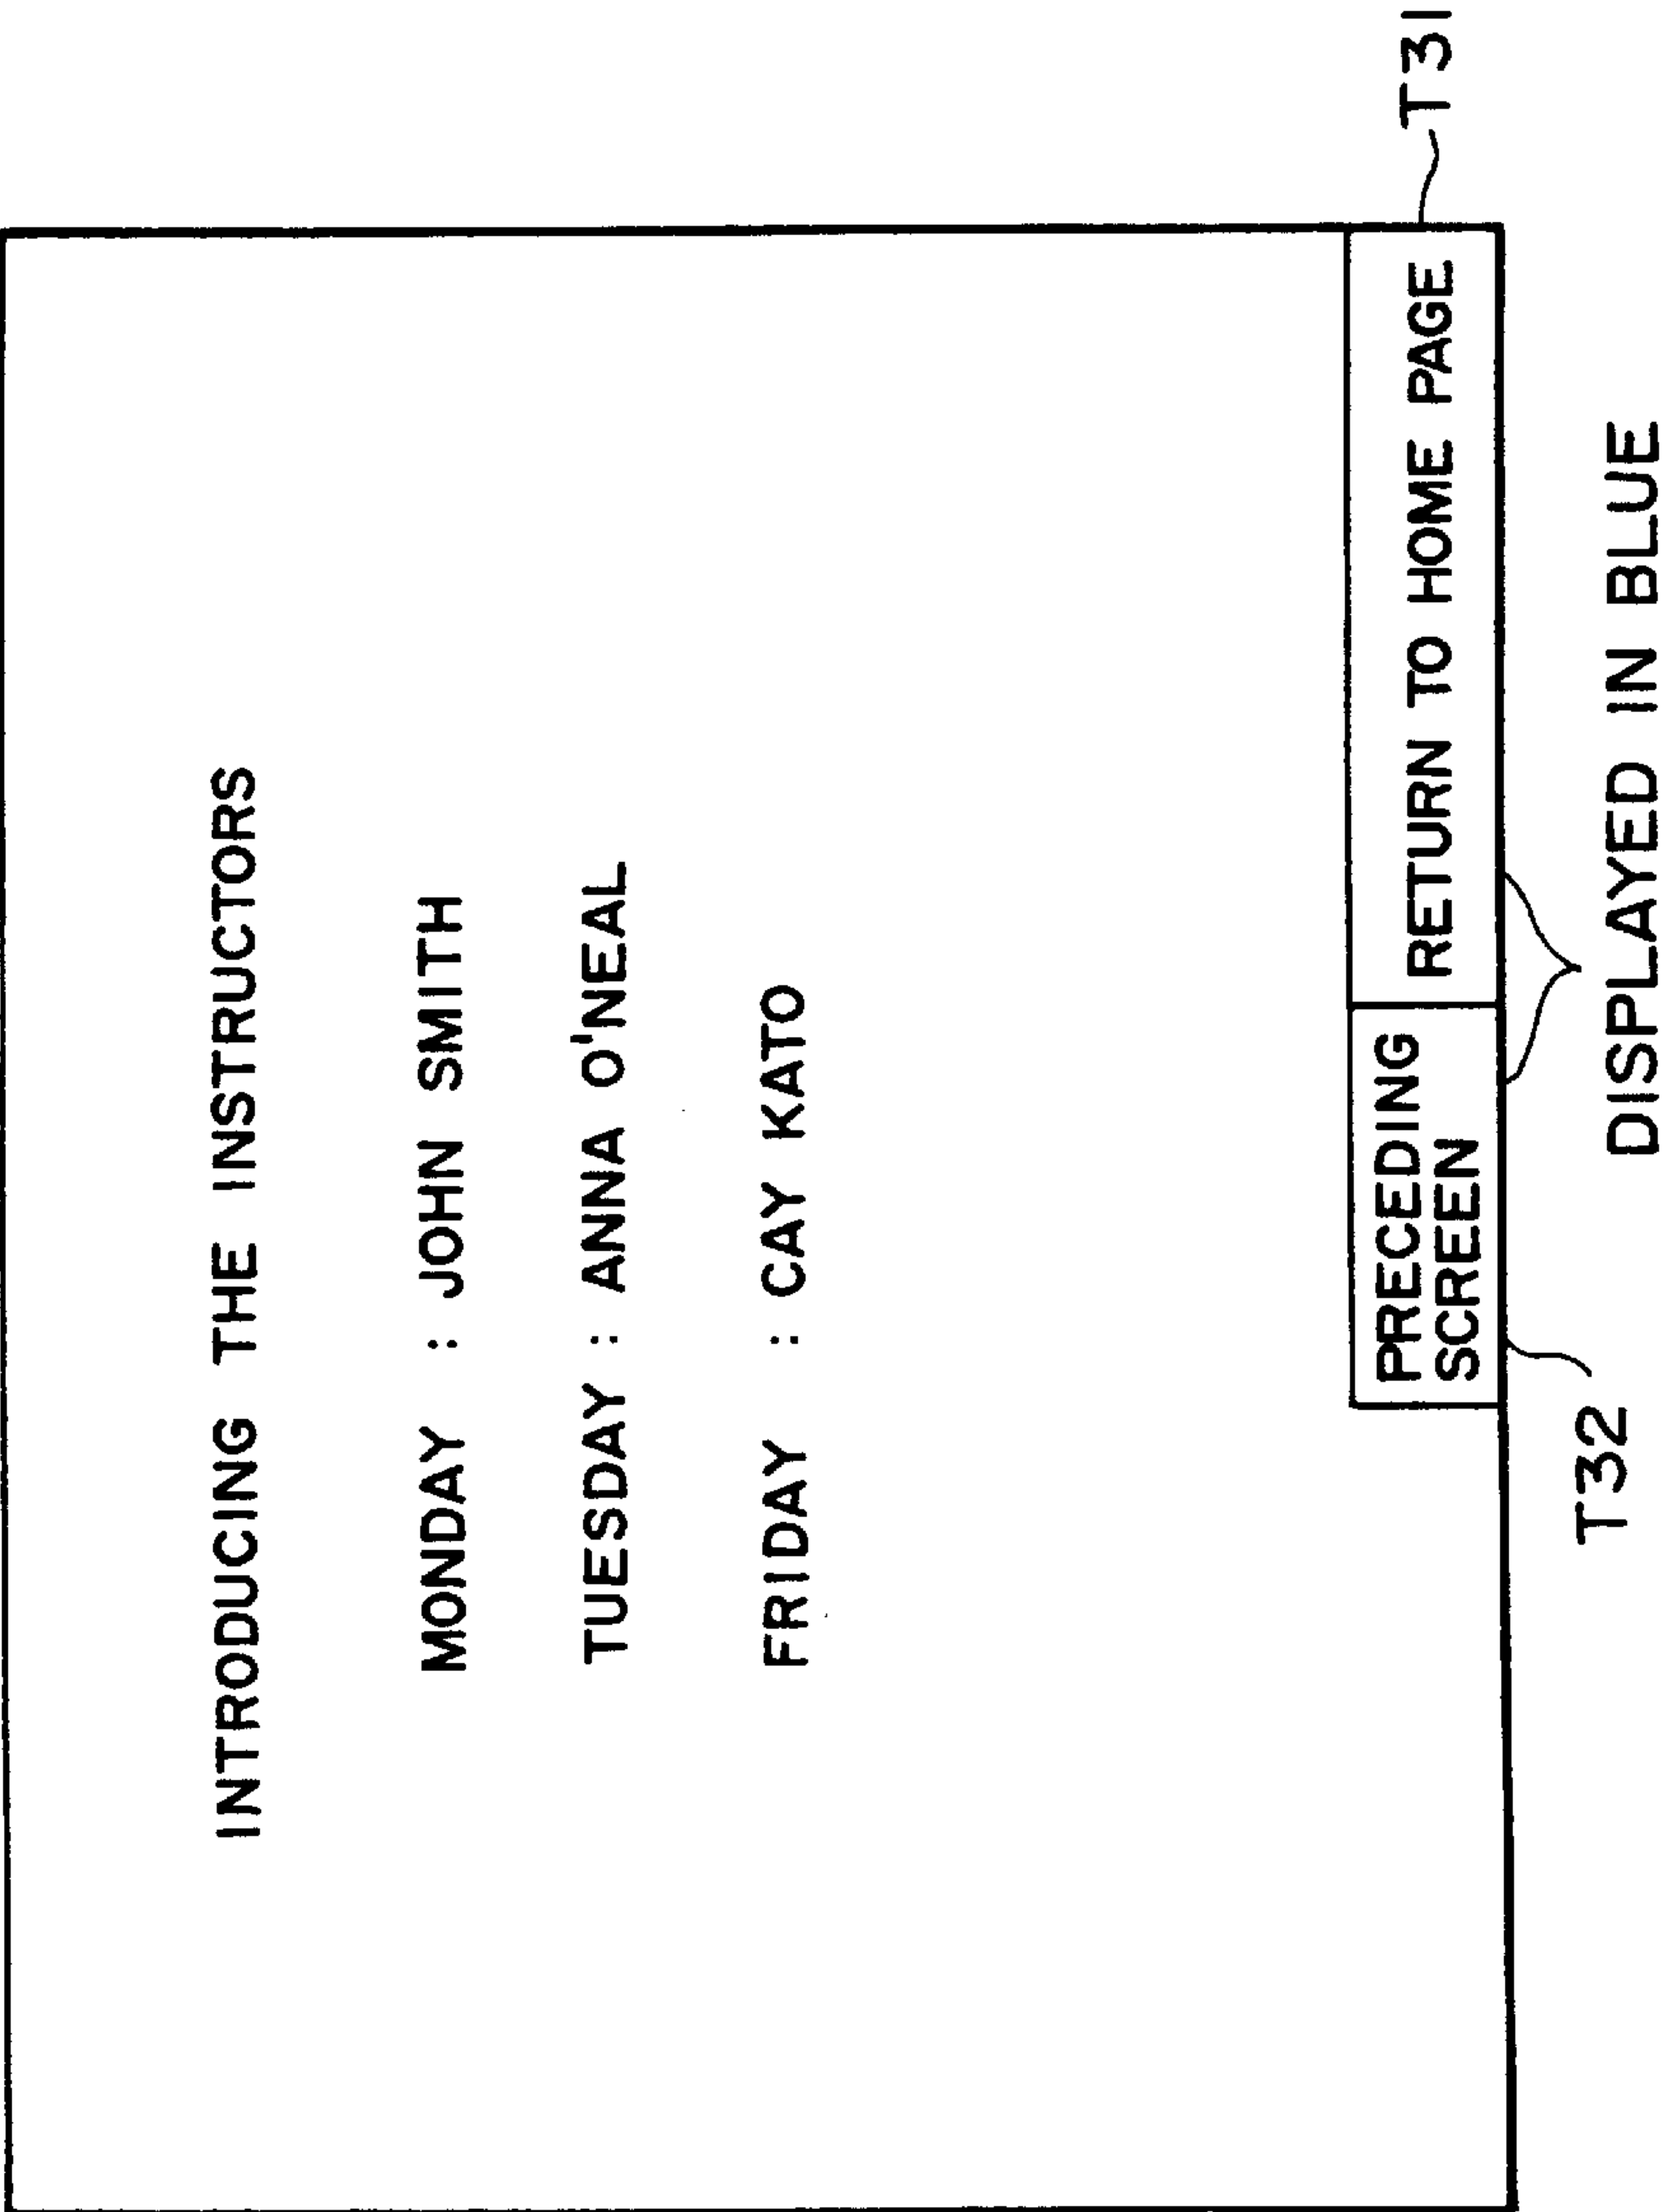 INTRODUCING THE INSTRUCTORS
MONDAY : JOHN SMITH
TUESDAY : ANNA O'NEAL
FRIDAY : CAY KATO
PRECEDING
SCREEN
RETURN TO HOME PAGE
T31
T32
DISPLAYED IN BLUE